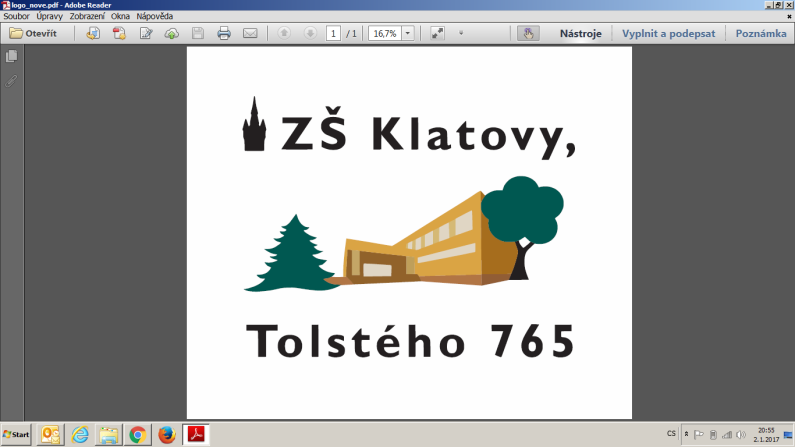 logo_nove.pdf - Adobe Reader
Soubor Úpravy Zobrazení Okna Nápověda
Otevřít 1 / 1 16,7% Nástroje Vyplnit a podepsat Poznámka
ZŠ Klatovy,
Tolstého 765
Start CS 20:55
2.1.2017